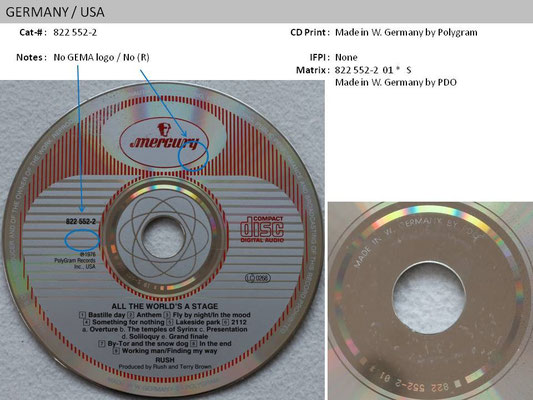 GERMANY / USA
Cat-# : 822 552-2
CD Print : Made in W. Germany by Polygram
Notes : No GEMA logo / No (R)
IFPI : None
Matrix : 822 552-2 01 * S
Made in W. Germany by PDO
mercury
822 552-2
℗1976
PolyGram Records
Inc., USA
COMPACT
disc
DIGITAL AUDIO
LC 0268
ALL THE WORLD'S A STAGE
1 Bastille day 2 Anthem 3 Fly by night/In the mood
4 Something for nothing 5 Lakeside park 6 2112
a. Overture b. The temples of Syrinx c. Presentation
d. Soliloquy e. Grand finale
7 By-Tor and the snow dog 8 In the end
9 Working man/Finding my way
RUSH
Produced by Rush and Terry Brown
MADE IN W. GERMANY BY
822 552-2 01